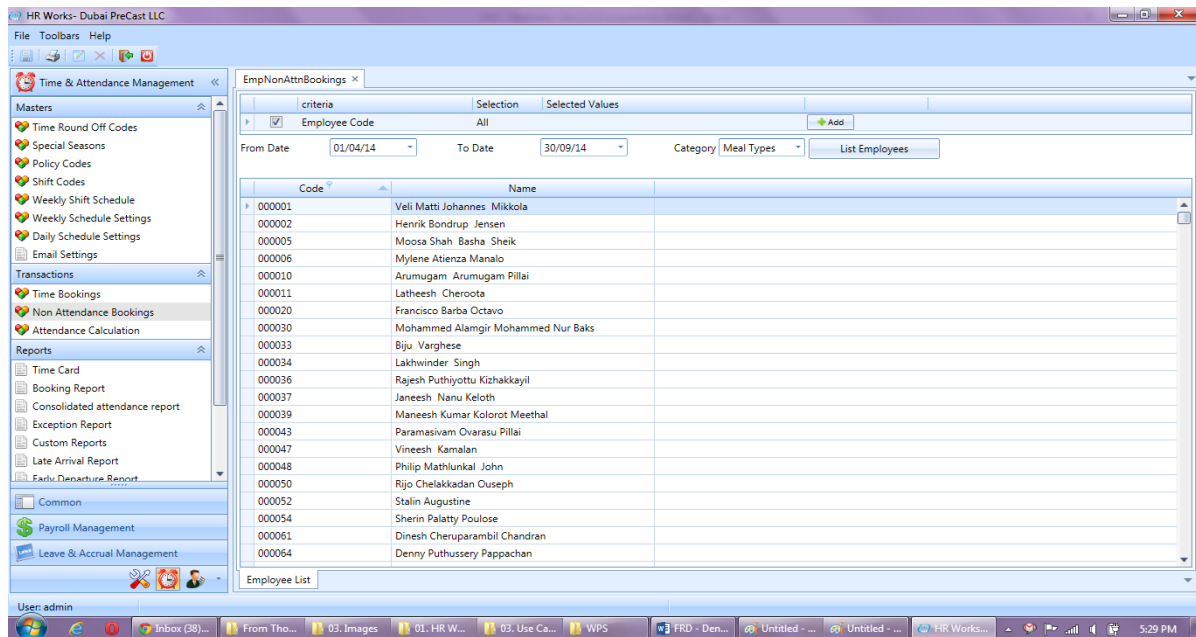 HR Works- Dubai PreCast LLC
File Toolbars Help
Time & Attendance Management «
Masters
Time Round Off Codes
Special Seasons
Policy Codes
Shift Codes
Weekly Shift Schedule
Weekly Schedule Settings
Daily Schedule Settings
Email Settings
Transactions
Time Bookings
Non Attendance Bookings
Attendance Calculation
Reports
Time Card
Booking Report
Consolidated attendance report
Exception Report
Custom Reports
Late Arrival Report
Early Departure Report
Common
Payroll Management
Leave & Accrual Management
EmpNonAttnBookings ×
criteria Selection Selected Values
Employee Code All Add
From Date 01/04/14 To Date 30/09/14 Category Meal Types List Employees
Code Name
000001 Veli Matti Johannes Mikkola
000002 Henrik Bondrup Jensen
000005 Moosa Shah Basha Sheik
000006 Mylene Atienza Manalo
000010 Arumugam Arumugam Pillai
000011 Latheesh Cheroota
000020 Francisco Barba Octavo
000030 Mohammed Alamgir Mohammed Nur Baks
000033 Biju Varghese
000034 Lakhwinder Singh
000036 Rajesh Puthiyottu Kizhakkayil
000037 Janeesh Nanu Keloth
000039 Maneesh Kumar Kolorot Meethal
000043 Paramasivam Ovarasu Pillai
000047 Vineesh Kamalan
000048 Philip Mathlunkal John
000050 Rijo Chelakkadan Ouseph
000052 Stalin Augustine
000054 Sherin Palatty Poulose
000061 Dinesh Cheruparambil Chandran
000064 Denny Puthussery Pappachan
Employee List
User: admin
Inbox (38)... From Tho... 03. Images 01. HR W... 03. Use Ca... WPS FRD - Den... Untitled - ... Untitled - ... HR Works... 5:29 PM